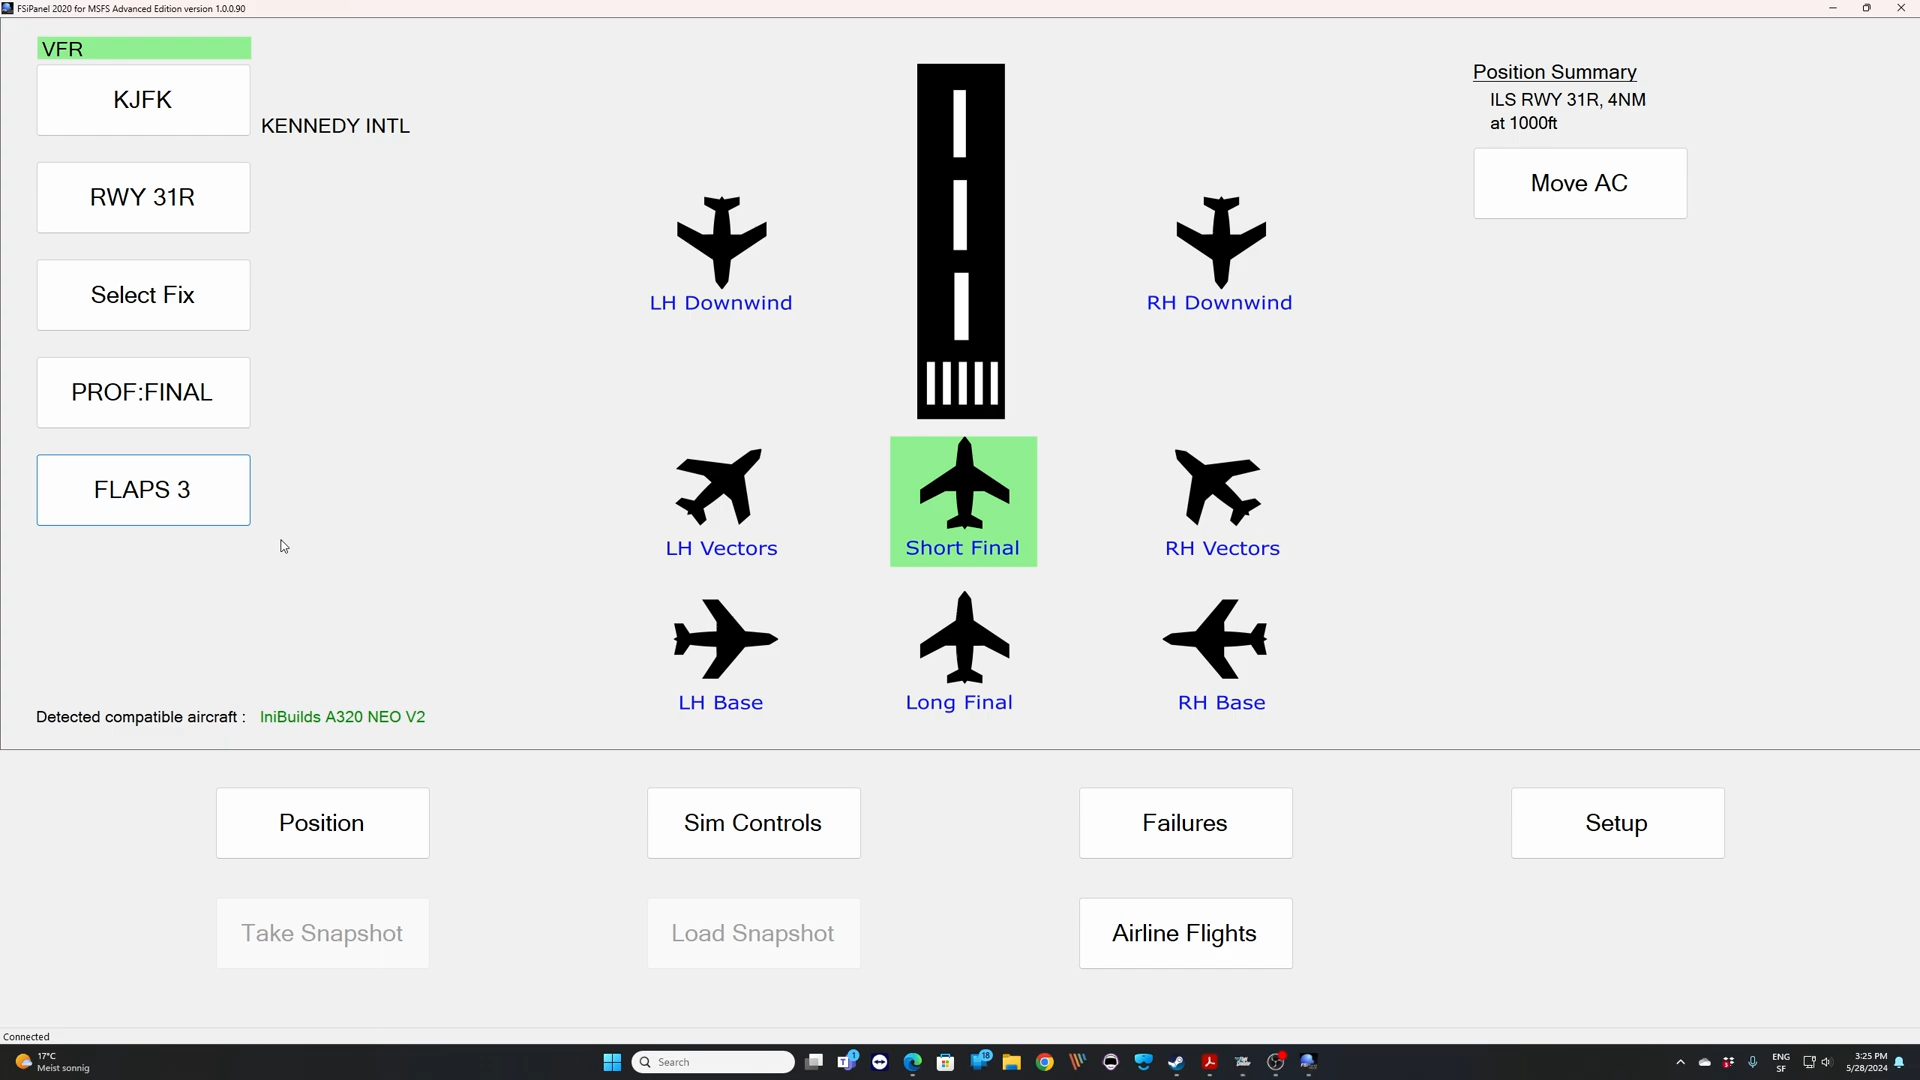 FSiPanel 2020 for MSFS Advanced Edition version 1.0.0.90
VFR
KJFK
KENNEDY INTL
RWY 31R
Select Fix
PROF:FINAL
FLAPS 3
Detected compatible aircraft : IniBuilds A320 NEO V2
LH Downwind
RH Downwind
LH Vectors
Short Final
RH Vectors
LH Base
Long Final
RH Base
Position Summary
ILS RWY 31R, 4NM
at 1000ft
Move AC
Position
Sim Controls
Failures
Setup
Take Snapshot
Load Snapshot
Airline Flights
Connected
17°C
Meist sonnig
Search
1
18
ENG
SF
3:25 PM
5/28/2024